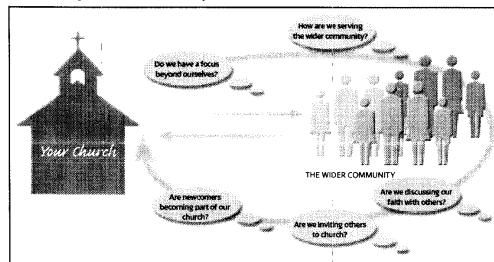 How are we serving
the wider community?
Do we have a focus
beyond ourselves?
Your Church
THE WIDER COMMUNITY
Are we discussing our
faith with others?
Are newcomers
becoming part of our
church?
Are we inviting others
to church?